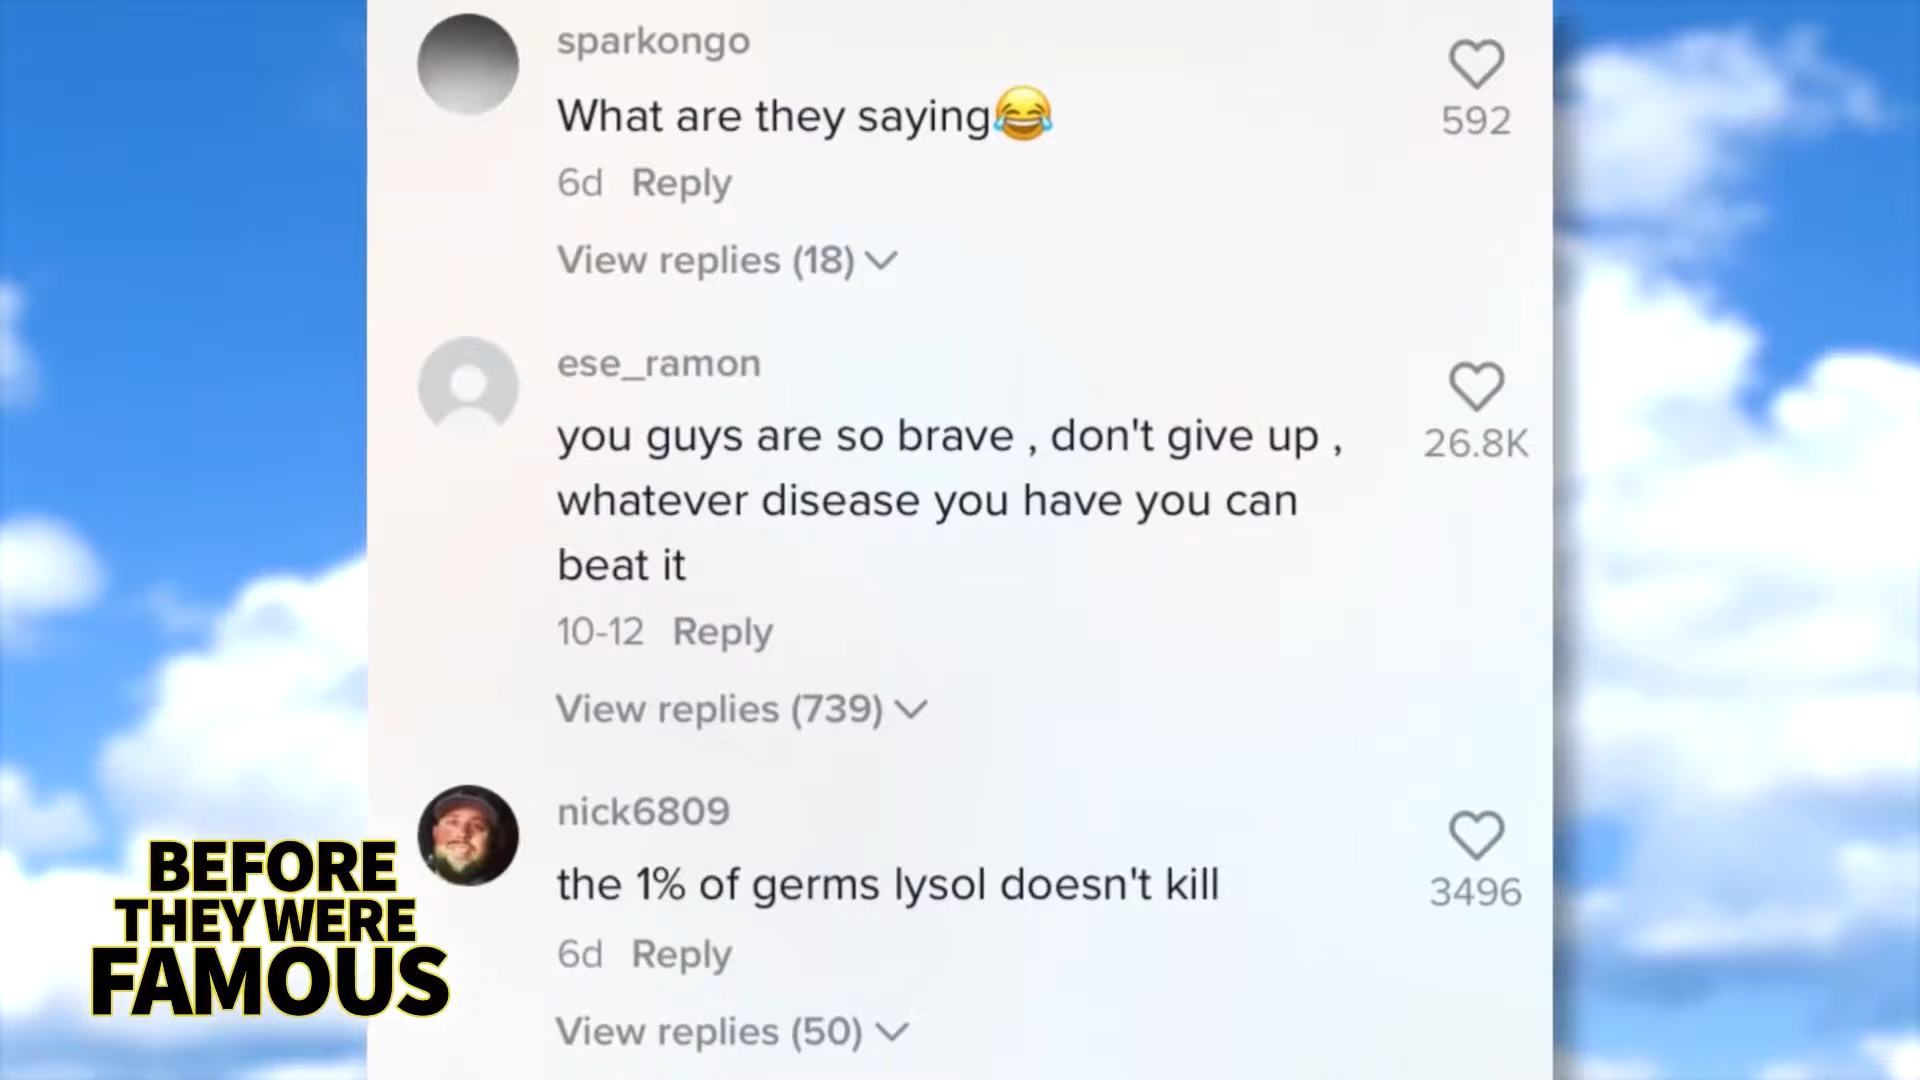 sparkongo
What are they saying😂
592
6d Reply
View replies (18)
ese_ramon
you guys are so brave , don't give up ,
whatever disease you have you can
beat it
26.8K
10-12 Reply
View replies (739)
nick6809
the 1% of germs lysol doesn't kill
3496
6d Reply
View replies (50)
BEFORE
THEY WERE
FAMOUS